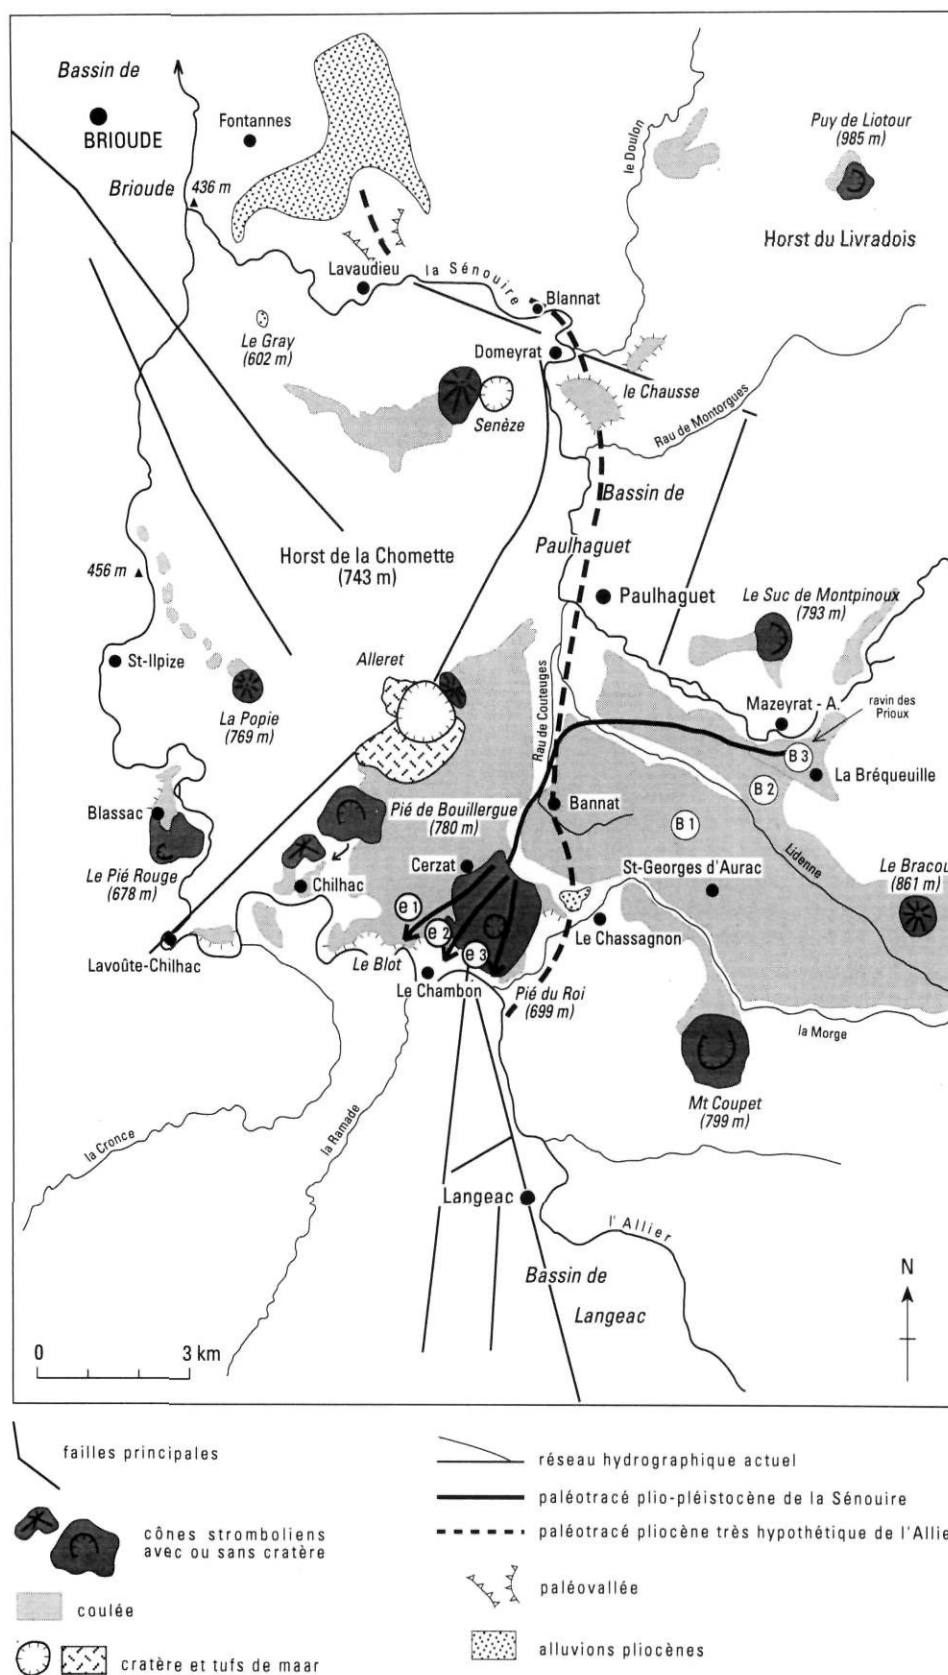 Bassin de
BRIOUDE
Fontannes
Brioude
436 m
le Doulon
Puy de Liotour
(985 m)
Horst du Livradois
Lavaudieu
la Sénouire
Blannat
Le Gray
(602 m)
Domeyrat
le Chausse
Senèze
Rau de Montorgues
Bassin de
Paulhaguet
Horst de la Chomette
(743 m)
456 m
Paulhaguet
Le Suc de Montpinoux
(793 m)
St-Ilpize
Alleret
Rau de Couteuges
La Popie
(769 m)
Mazeyrat - A.
ravin des
Prioux
B 3
La Bréqueuille
B 2
Blassac
Pié de Bouillergue
(780 m)
Bannat
B 1
Le Pié Rouge
(678 m)
Chilhac
Cerzat
St-Georges d'Aurac
Lidenne
Le Bracou
(861 m)
e 1
e 2
e 3
Le Chassagnon
Lavoûte-Chilhac
Le Blot
Le Chambon
Pié du Roi
(699 m)
la Morge
Mt Coupet
(799 m)
la Cronce
la Ramade
Langeac
l'Allier
Bassin de
Langeac
N
0
3 km
failles principales
cônes stromboliens
avec ou sans cratère
coulée
cratère et tufs de maar
réseau hydrographique actuel
paléotracé plio-pléistocène de la Sénouire
paléotracé pliocène très hypothétique de l'Allie
paléovallée
alluvions pliocènes